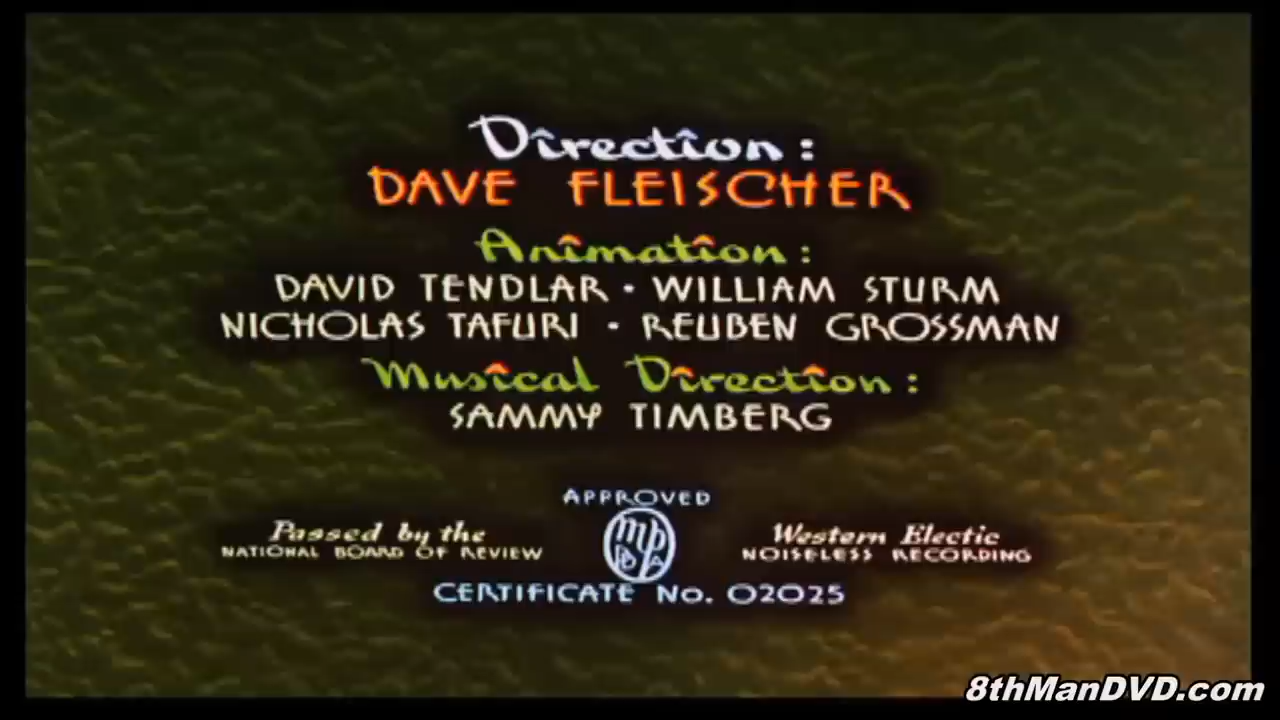 Direction:
DAVE FLEISCHER
Animation:
DAVID TENDLAR • WILLIAM STURM
NICHOLAS TAFURI • REUBEN GROSSMAN
Musical Direction:
SAMMY TIMBERG
APPROVED
Passed by the
NATIONAL BOARD OF REVIEW
MPPDA
Western Electic
NOISELESS RECORDING
CERTIFICATE No. 02025
8thManDVD.com